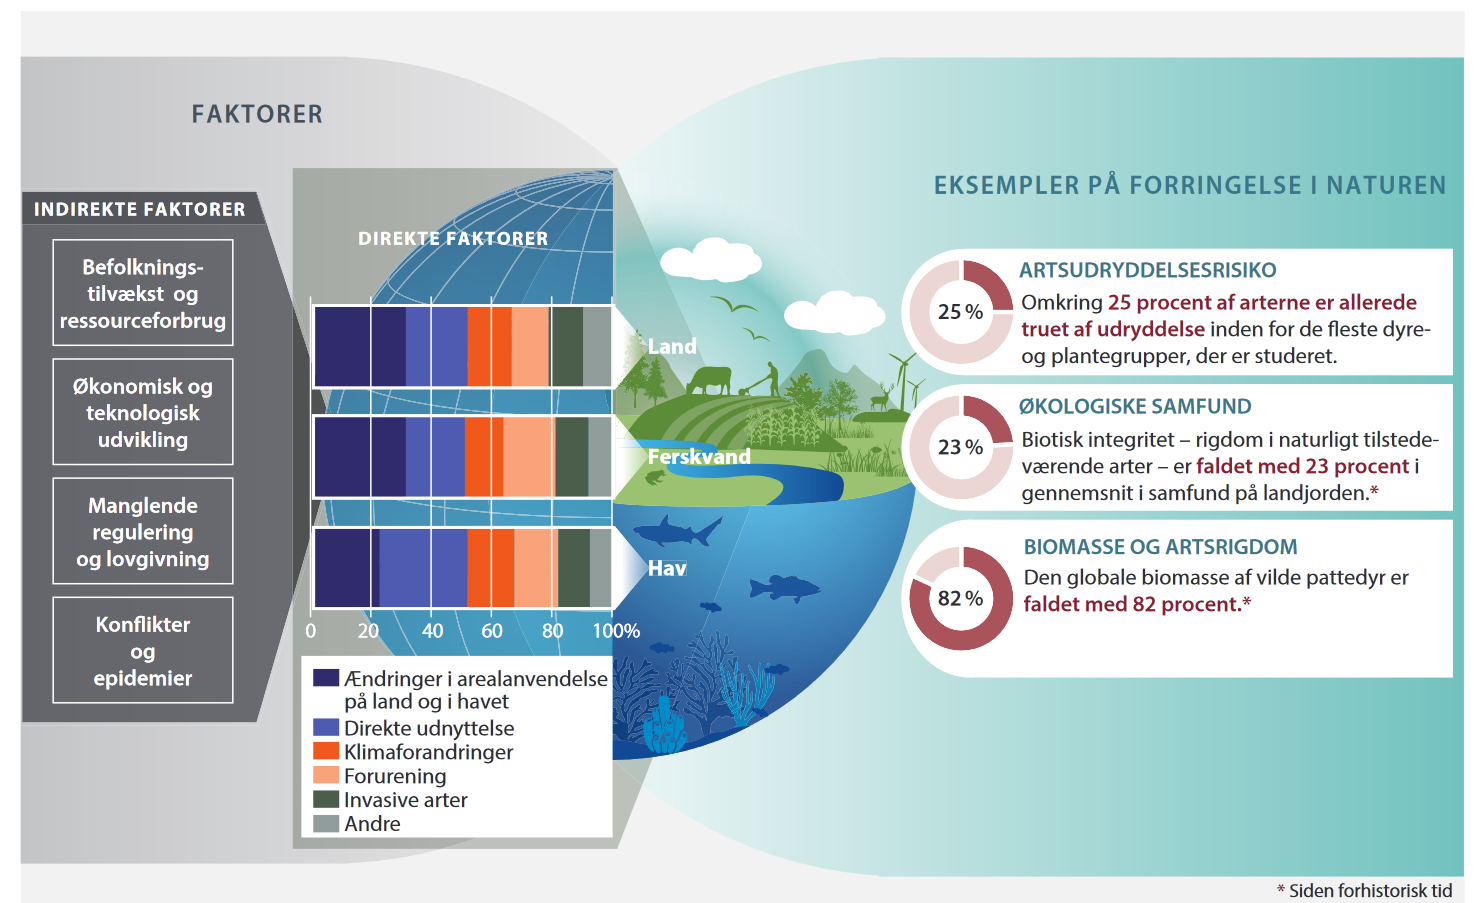 FAKTORER
INDIREKTE FAKTORER
Befolknings-
tilvækst og
ressourceforbrug
Økonomisk og
teknologisk
udvikling
Manglende
regulering
og lovgivning
Konflikter
og
epidemier
DIREKTE FAKTORER
Land
Ferskvand
Hav
0 20 40 60 80 100%
Ændringer i arealanvendelse
på land og i havet
Direkte udnyttelse
Klimaforandringer
Forurening
Invasive arter
Andre
EKSEMPLER PÅ FORRINGELSE I NATUREN
25 %
ARTSUDRYDDELSESRISIKO
Omkring 25 procent af arterne er allerede
truet af udryddelse inden for de fleste dyre-
og plantegrupper, der er studeret.
23 %
ØKOLOGISKE SAMFUND
Biotisk integritet – rigdom i naturligt tilstede-
værende arter – er faldet med 23 procent i
gennemsnit i samfund på landjorden.*
82 %
BIOMASSE OG ARTSRIGDOM
Den globale biomasse af vilde pattedyr er
faldet med 82 procent.*
* Siden forhistorisk tid